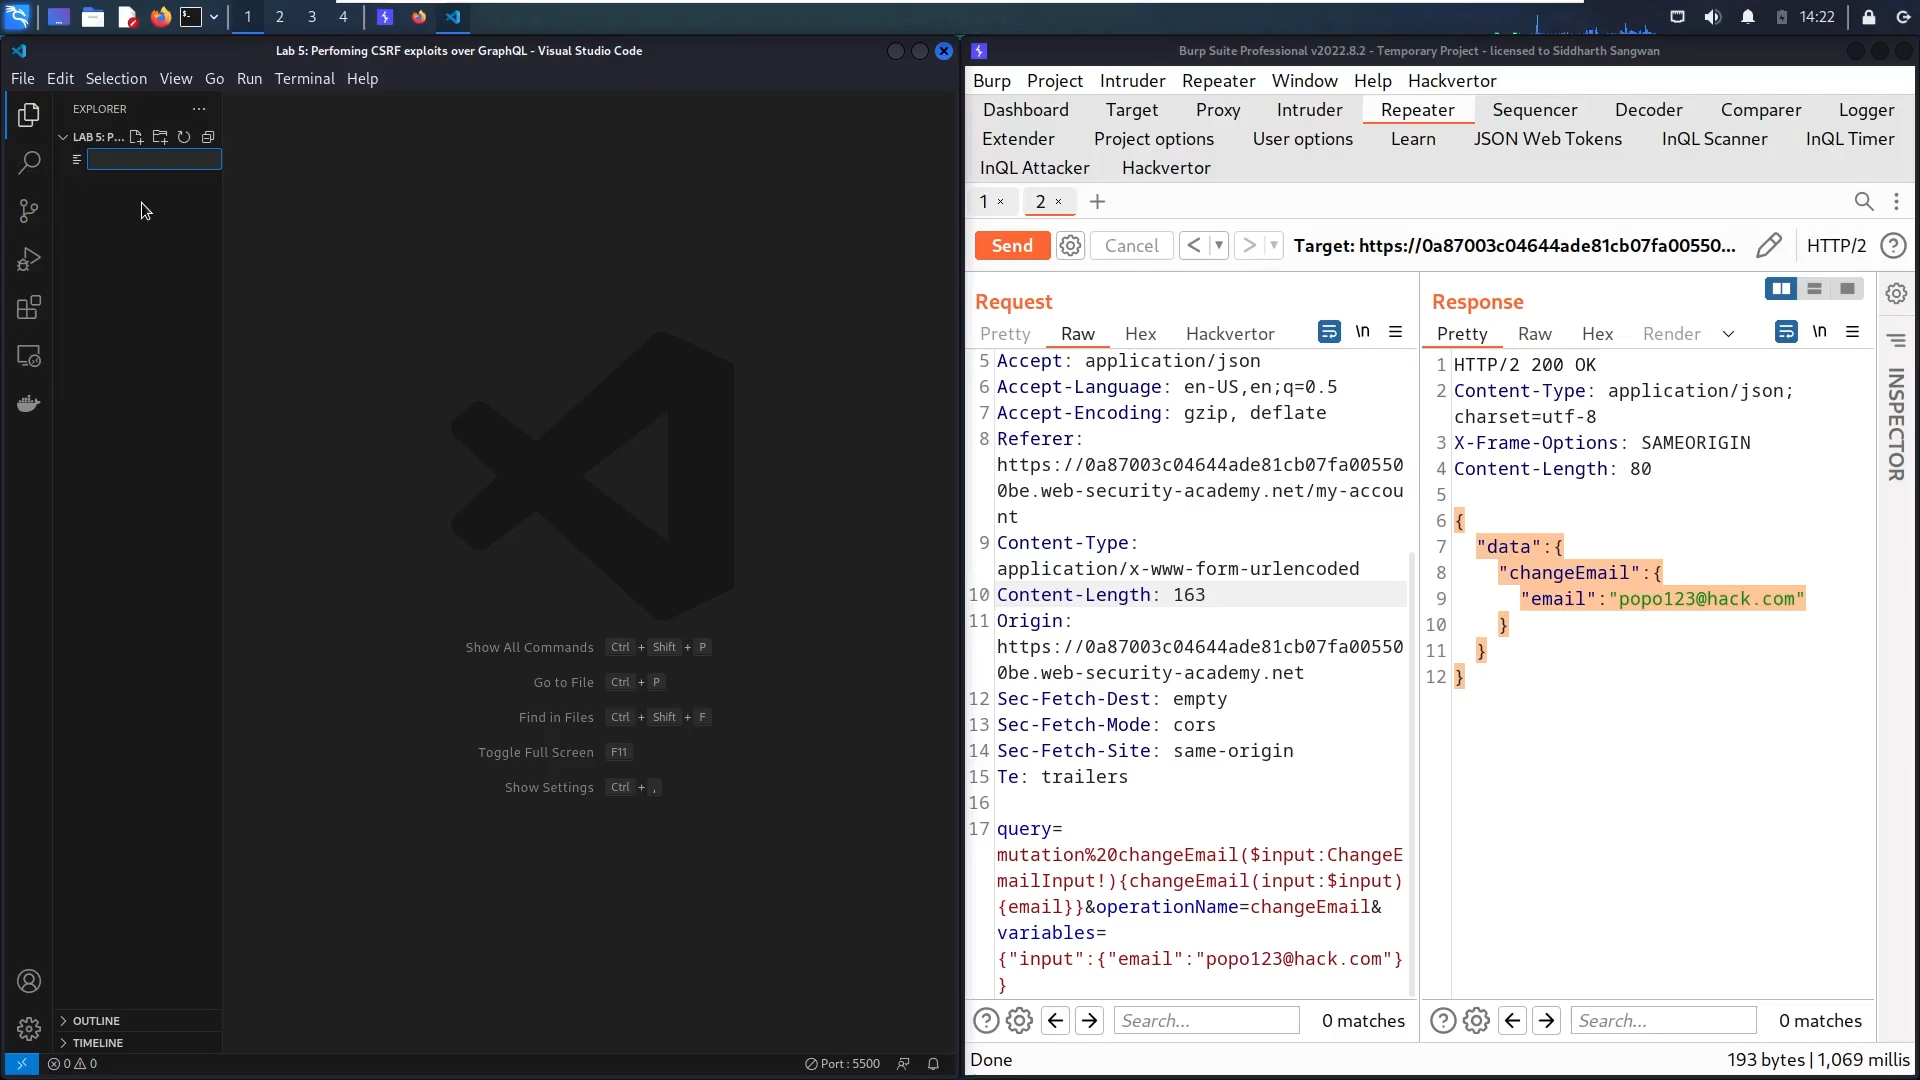 1
2
3
4
14:22
Lab 5: Perfoming CSRF exploits over GraphQL - Visual Studio Code
File Edit Selection View Go Run Terminal Help
EXPLORER
LAB 5: P...
Show All Commands Ctrl + Shift + P
Go to File Ctrl + P
Find in Files Ctrl + Shift + F
Toggle Full Screen F11
Show Settings Ctrl + ,
OUTLINE
TIMELINE
0 0
Port : 5500
Burp Suite Professional v2022.8.2 - Temporary Project - licensed to Siddharth Sangwan
Burp Project Intruder Repeater Window Help Hackvertor
Dashboard Target Proxy Intruder Repeater Sequencer Decoder Comparer Logger
Extender Project options User options Learn JSON Web Tokens InQL Scanner InQL Timer
InQL Attacker Hackvertor
1 × 2 × +
Send Cancel < > Target: https://0a87003c04644ade81cb07fa00550... HTTP/2 ?
Request
Pretty Raw Hex Hackvertor \n
5 Accept: application/json
6 Accept-Language: en-US,en;q=0.5
7 Accept-Encoding: gzip, deflate
8 Referer:
https://0a87003c04644ade81cb07fa00550
0be.web-security-academy.net/my-accou
nt
9 Content-Type:
application/x-www-form-urlencoded
10 Content-Length: 163
11 Origin:
https://0a87003c04644ade81cb07fa00550
0be.web-security-academy.net
12 Sec-Fetch-Dest: empty
13 Sec-Fetch-Mode: cors
14 Sec-Fetch-Site: same-origin
15 Te: trailers
16
17 query=
mutation%20changeEmail($input:ChangeE
mailInput!){changeEmail(input:$input)
{email}}&operationName=changeEmail&
variables=
{"input":{"email":"popo123@hack.com"}
}
? Search... 0 matches
Response
Pretty Raw Hex Render \n
1 HTTP/2 200 OK
2 Content-Type: application/json;
charset=utf-8
3 X-Frame-Options: SAMEORIGIN
4 Content-Length: 80
5
6 {
7 "data":{
8 "changeEmail":{
9 "email":"popo123@hack.com"
10 }
11 }
12 }
? Search... 0 matches
INSPECTOR
Done
193 bytes | 1,069 millis